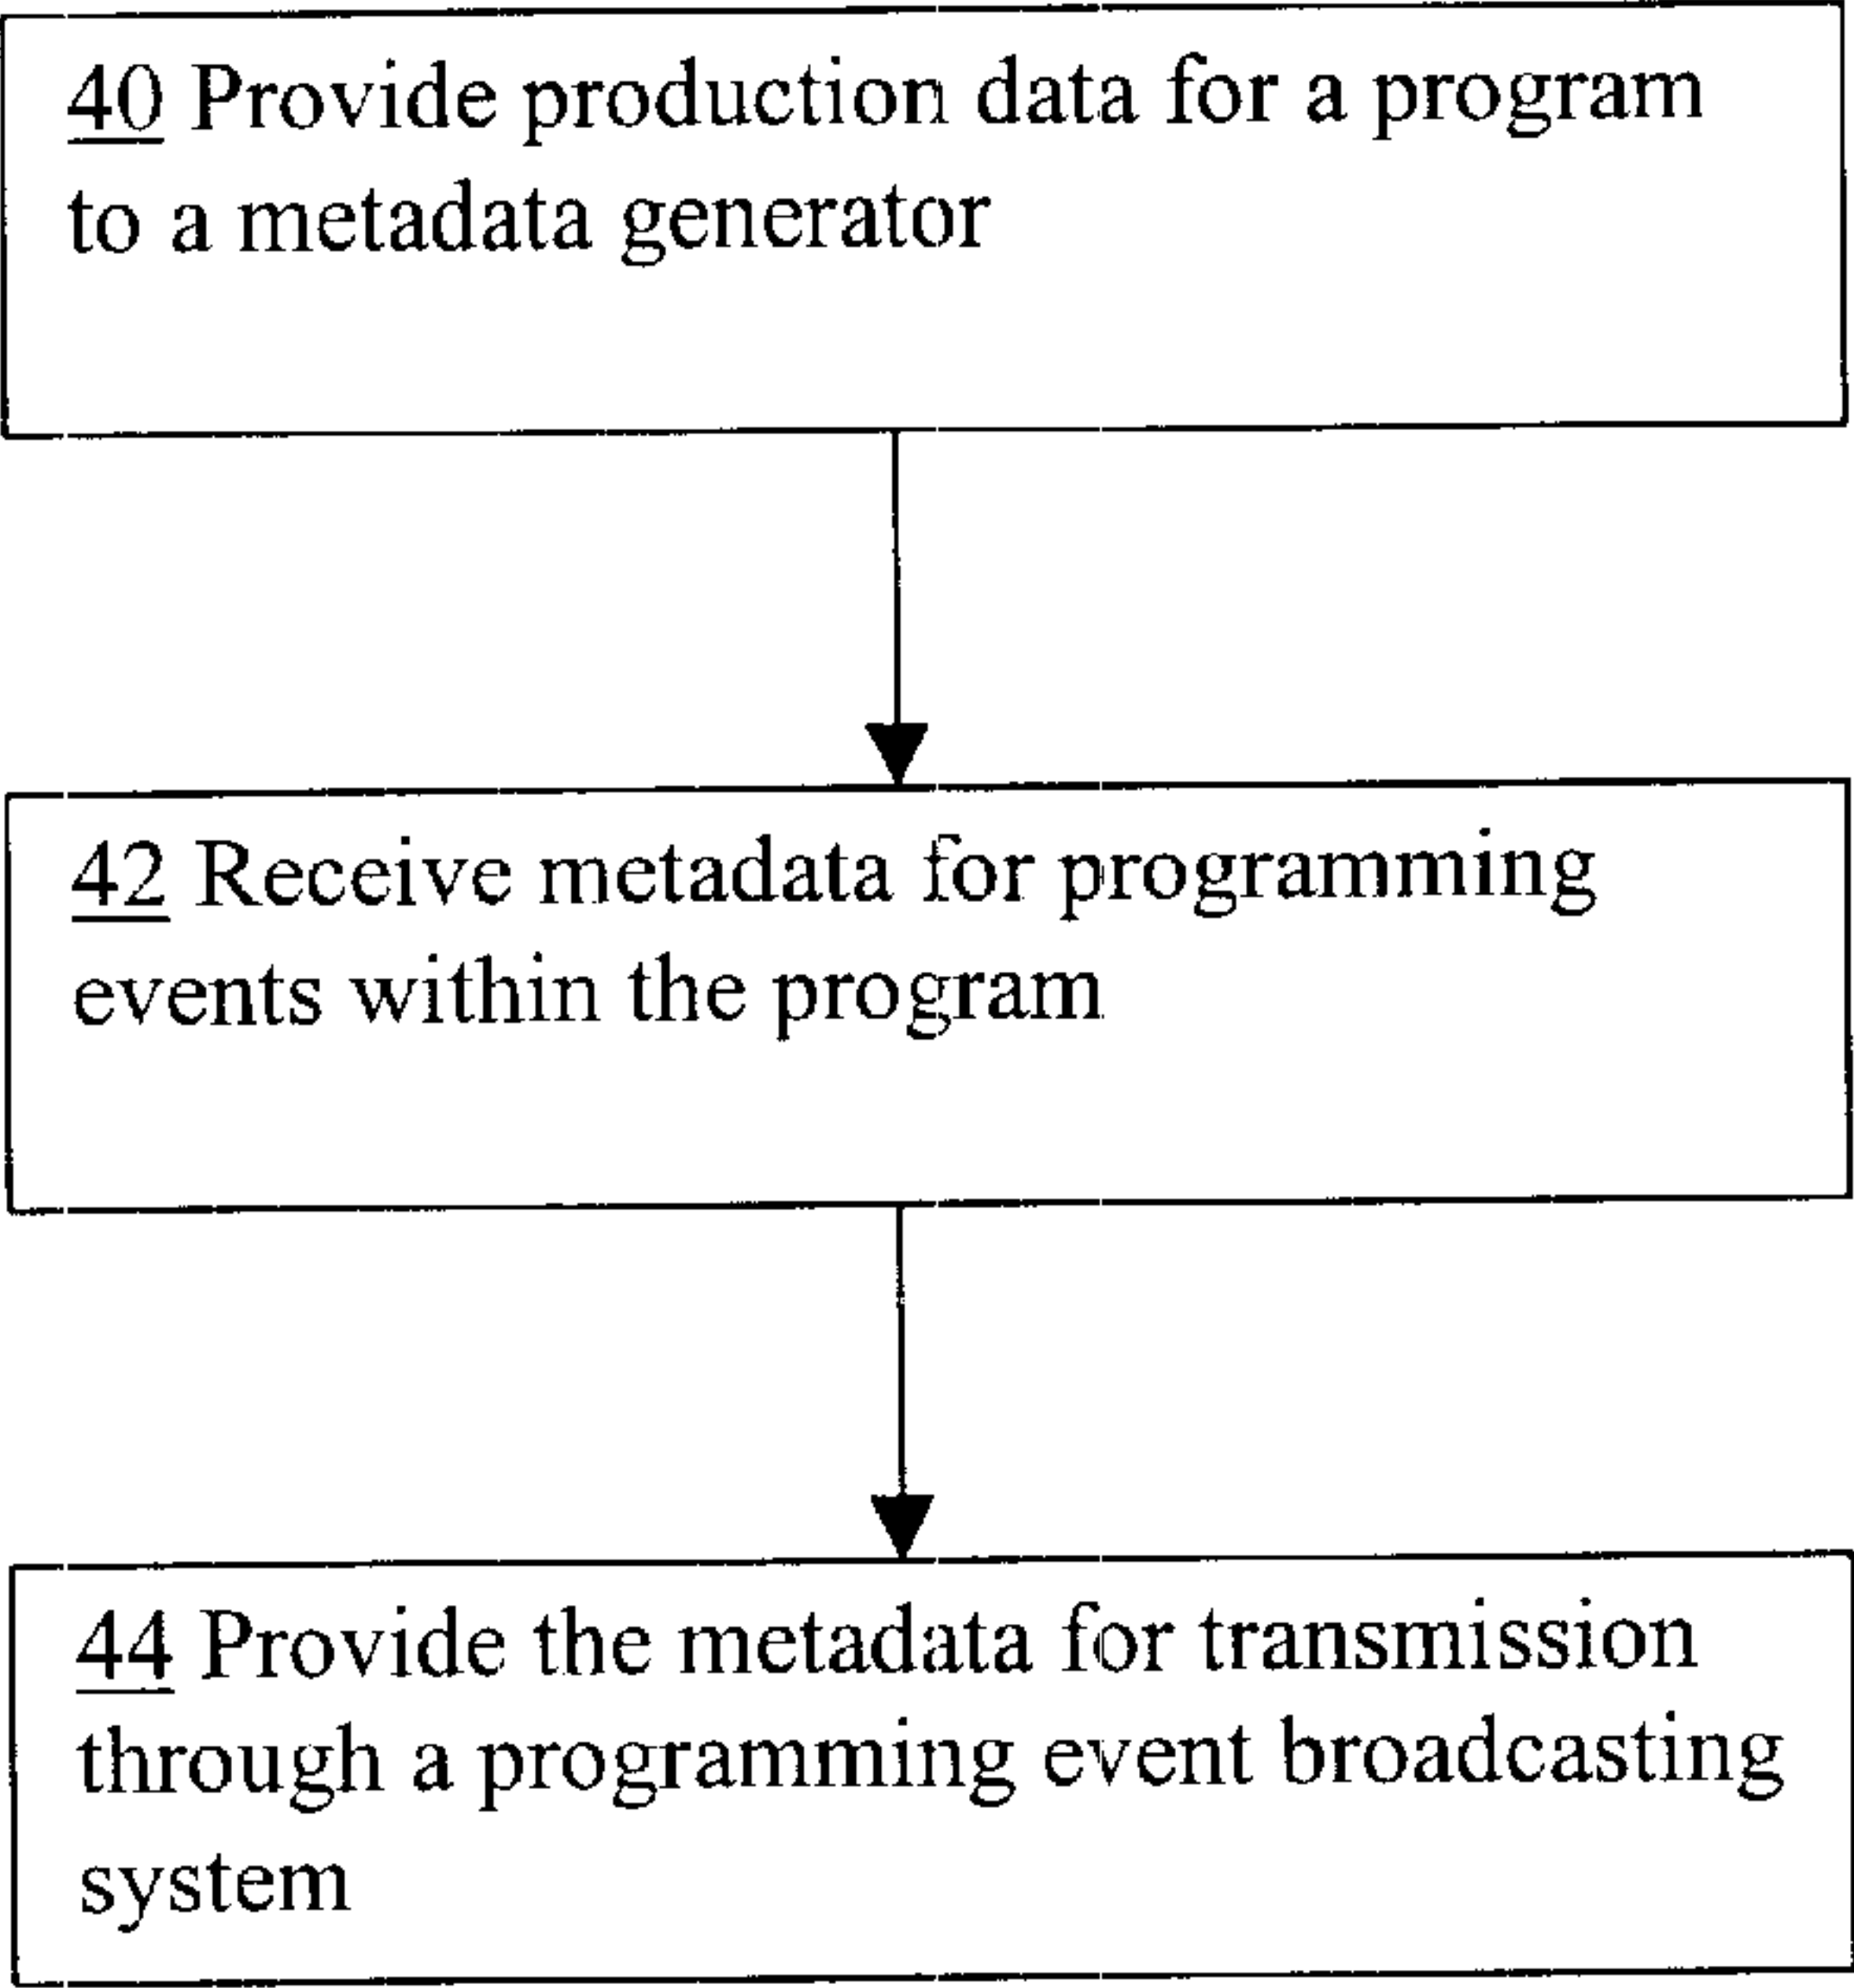 40 Provide production data for a program
to a metadata generator
42 Receive metadata for programming
events within the program
44 Provide the metadata for transmission
through a programming event broadcasting
system